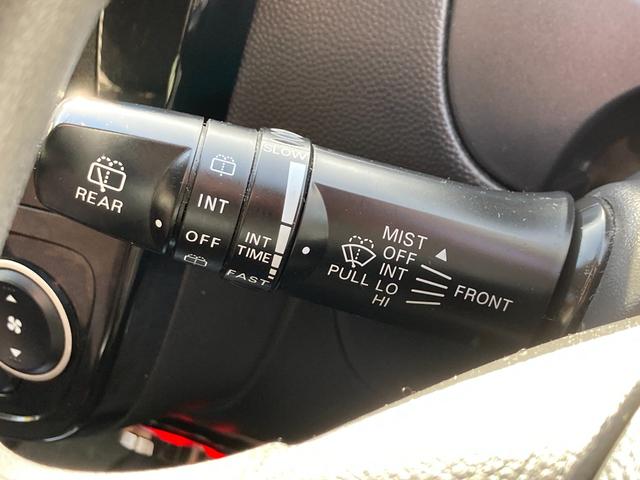 REAR
INT
OFF
SLOW
INT
TIME
FAST
PULL
MIST
OFF
INT
LO
HI
FRONT